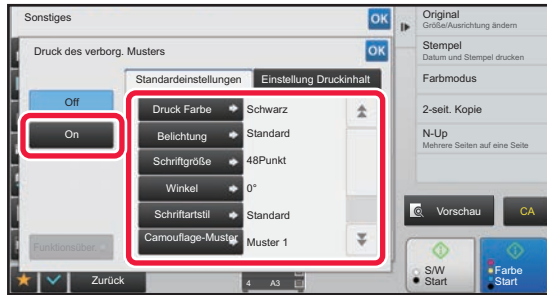 Sonstiges
OK
Druck des verborg. Musters
OK
Standardeinstellungen
Einstellung Druckinhalt
Off
On
Druck Farbe
Schwarz
Belichtung
Standard
Schriftgröße
48Punkt
Winkel
0°
Schriftartstil
Standard
Camouflage-Muster
Muster 1
Funktionsüber.
Zurück
4 A3
Original
Größe/Ausrichtung ändern
Stempel
Datum und Stempel drucken
Farbmodus
2-seit. Kopie
N-Up
Mehrere Seiten auf eine Seite
Vorschau
CA
S/W
Start
Farbe
Start